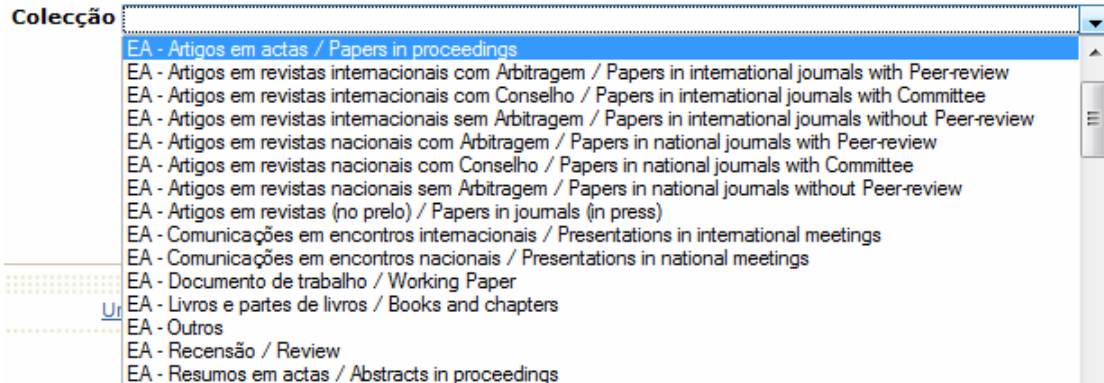 Colecção
EA - Artigos em actas / Papers in proceedings
EA - Artigos em revistas internacionais com Arbitragem / Papers in international journals with Peer-review
EA - Artigos em revistas internacionais com Conselho / Papers in international journals with Committee
EA - Artigos em revistas internacionais sem Arbitragem / Papers in international journals without Peer-review
EA - Artigos em revistas nacionais com Arbitragem / Papers in national journals with Peer-review
EA - Artigos em revistas nacionais com Conselho / Papers in national journals with Committee
EA - Artigos em revistas nacionais sem Arbitragem / Papers in national journals without Peer-review
EA - Artigos em revistas (no prelo) / Papers in journals (in press)
EA - Comunicações em encontros internacionais / Presentations in international meetings
EA - Comunicações em encontros nacionais / Presentations in national meetings
EA - Documento de trabalho / Working Paper
EA - Livros e partes de livros / Books and chapters
EA - Outros
EA - Recensão / Review
EA - Resumos em actas / Abstracts in proceedings